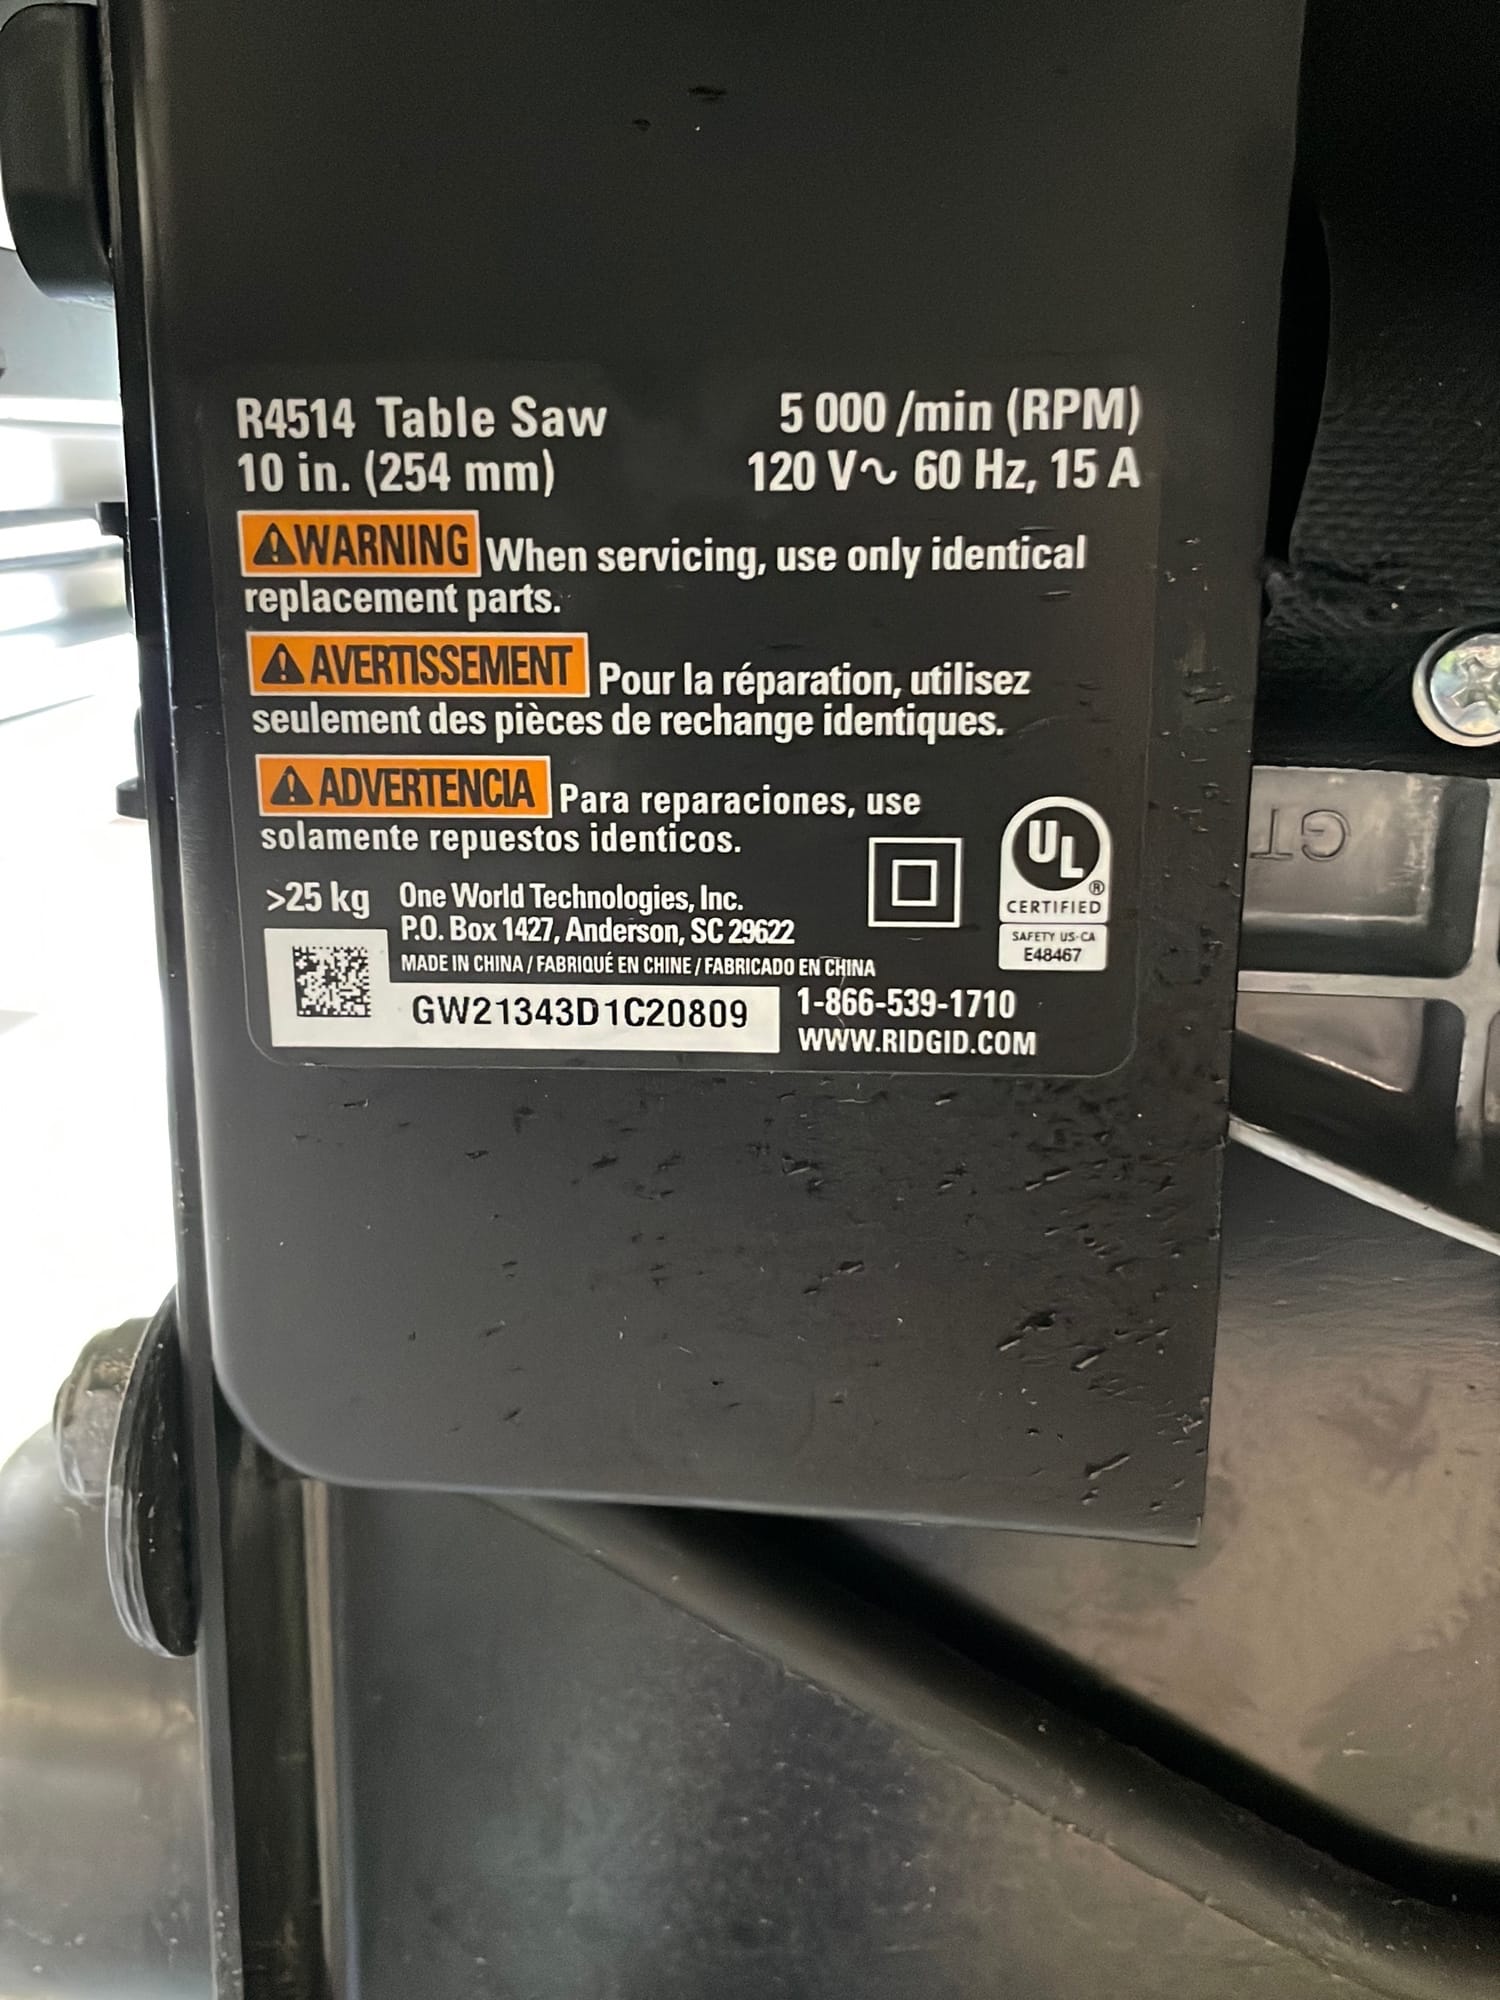 R4514 Table Saw
10 in. (254 mm)
5 000 /min (RPM)
120 V~ 60 Hz, 15 A
WARNING When servicing, use only identical
replacement parts.
AVERTISSEMENT Pour la réparation, utilisez
seulement des pièces de rechange identiques.
ADVERTENCIA Para reparaciones, use
solamente repuestos identicos.
>25 kg
One World Technologies, Inc.
P.O. Box 1427, Anderson, SC 29622
MADE IN CHINA / FABRIQUÉ EN CHINE / FABRICADO EN CHINA
GW21343D1C20809
1-866-539-1710
WWW.RIDGID.COM
UL®
CERTIFIED
SAFETY US-CA
E48467
GT